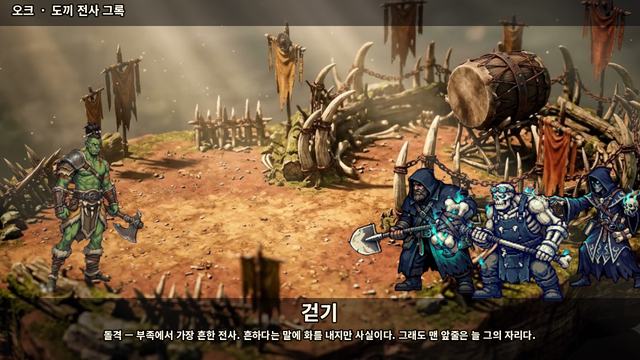 오크 · 도끼 전사 그록
걷기
돌격 — 부족에서 가장 흔한 전사. 흔하다는 말에 화를 내지만 사실이다. 그래도 맨 앞줄은 늘 그의 자리다.